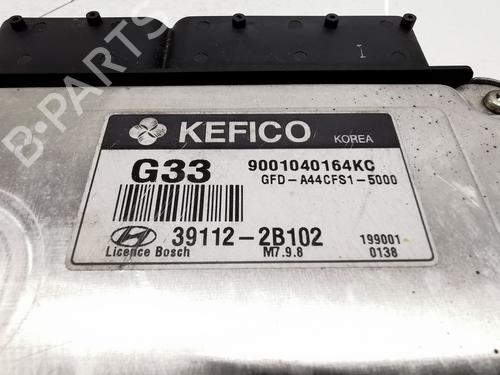 B-PARTS
KEFICO
KOREA
G33
9001040164KC
GFD-A44CFS1-5000
39112-2B102
199001
Licence Bosch
M7.9.8
0138